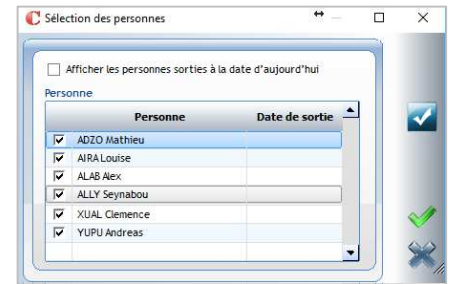 Sélection des personnes
Afficher les personnes sorties à la date d'aujourd'hui
Personne
Personne Date de sortie
ADZO Mathieu
AIRA Louise
ALAB Alex
ALLY Seynabou
XUAL Clemence
YUPU Andreas